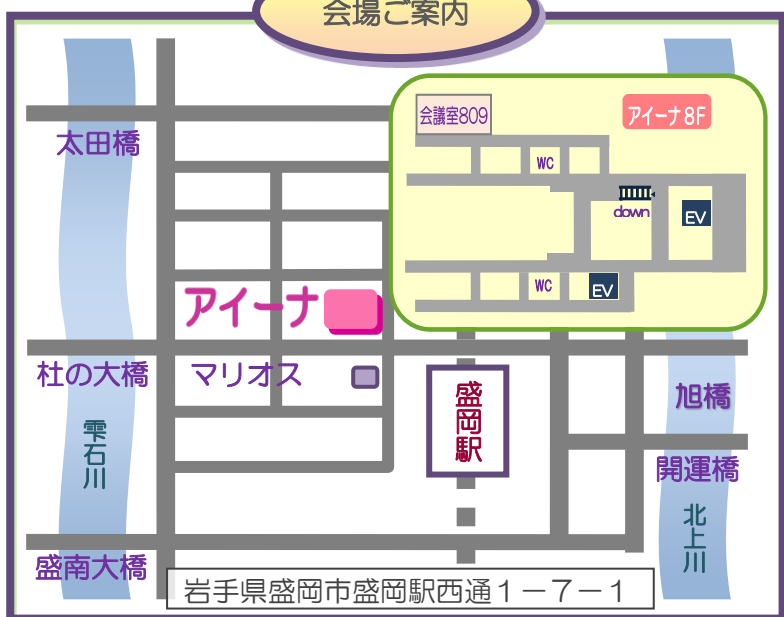 会場ご案内
太田橋
会議室809
アイーナ8F
WC
down
EV
WC
EV
アイーナ
杜の大橋
マリオス
盛岡駅
旭橋
雫石川
開運橋
北上川
盛南大橋
岩手県盛岡市盛岡駅西通1-7-1